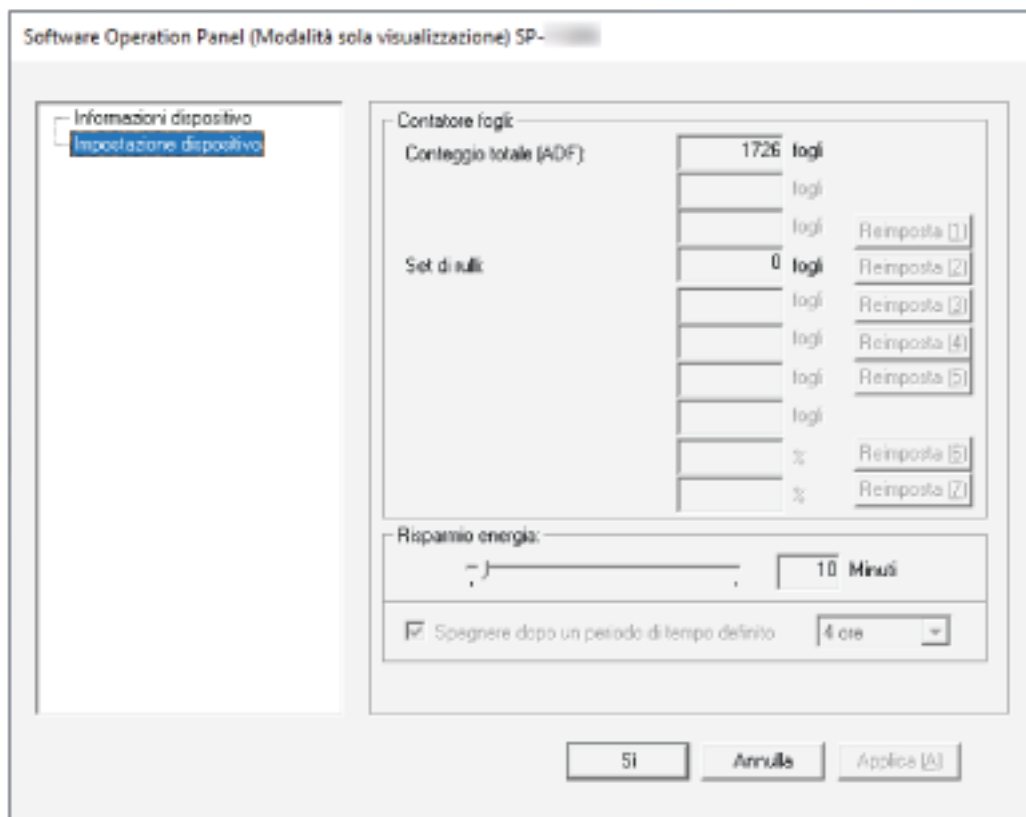 Software Operation Panel (Modalità sola visualizzazione) SP-
Informazioni dispositivo
Impostazione dispositivo
Contatore fogli:
Conteggio totale (ADF): 1726 fogli
fogli
fogli Reimposta [1]
Set di rulli: 0 fogli Reimposta [2]
fogli Reimposta [3]
fogli Reimposta [4]
fogli Reimposta [5]
fogli
% Reimposta [6]
% Reimposta [7]
Risparmio energia:
10 Minuti
Spegnere dopo un periodo di tempo definito 4 ore
Sì Annulla Applica [A]